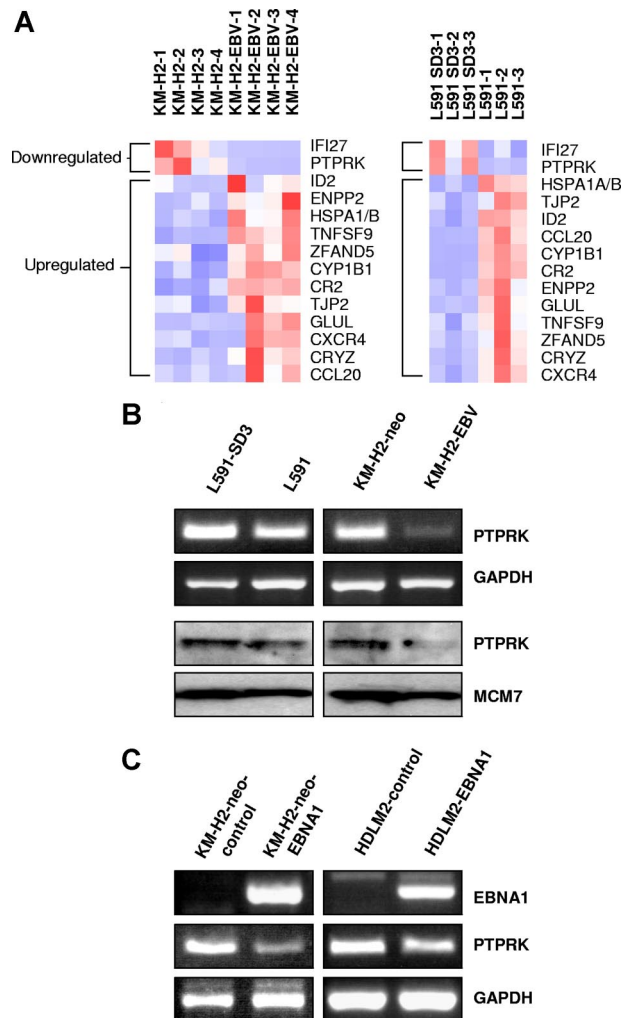 A
KM-H2-1
KM-H2-2
KM-H2-3
KM-H2-4
KM-H2-EBV-1
KM-H2-EBV-2
KM-H2-EBV-3
KM-H2-EBV-4
Downregulated
Upregulated
IFI27
PTPRK
ID2
ENPP2
HSPA1/B
TNFSF9
ZFAND5
CYP1B1
CR2
TJP2
GLUL
CXCR4
CRYZ
CCL20
L591 SD3-1
L591 SD3-2
L591 SD3-3
L591-1
L591-2
L591-3
IFI27
PTPRK
HSPA1A/B
TJP2
ID2
CCL20
CYP1B1
CR2
ENPP2
GLUL
TNFSF9
ZFAND5
CRYZ
CXCR4
B
L591-SD3
L591
KM-H2-neo
KM-H2-EBV
PTPRK
GAPDH
PTPRK
MCM7
C
KM-H2-neo-
control
KM-H2-neo-
EBNA1
HDLM2-control
HDLM2-EBNA1
EBNA1
PTPRK
GAPDH